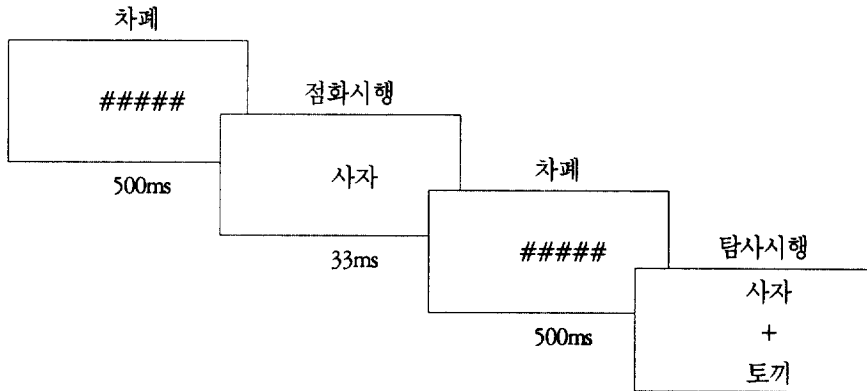 차폐
#####
500ms
점화시행
사자
33ms
차폐
#####
500ms
탐사시행
사자
+
토끼